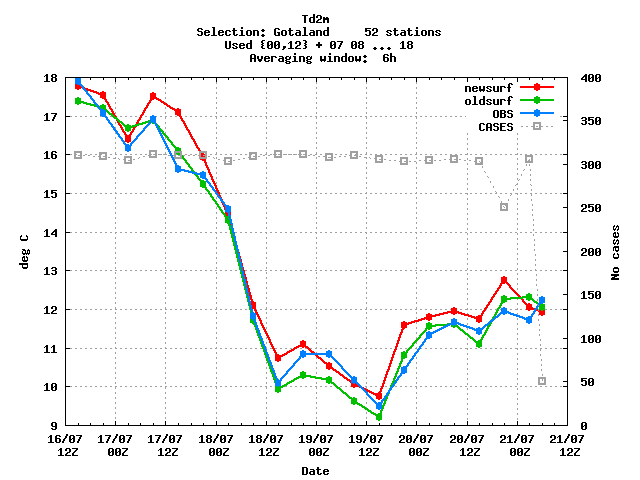 Td2m
Selection: Gotaland     52 stations
Used {00,12} + 07 08 ... 18
Averaging window:  6h
newsurf
oldsurf
OBS
CASES
deg C
18
17
16
15
14
13
12
11
10
9
No cases
400
350
300
250
200
150
100
50
0
16/07 17/07 17/07 18/07 18/07 19/07 19/07 20/07 20/07 21/07 21/07
12Z 00Z 12Z 00Z 12Z 00Z 12Z 00Z 12Z 00Z 12Z
Date